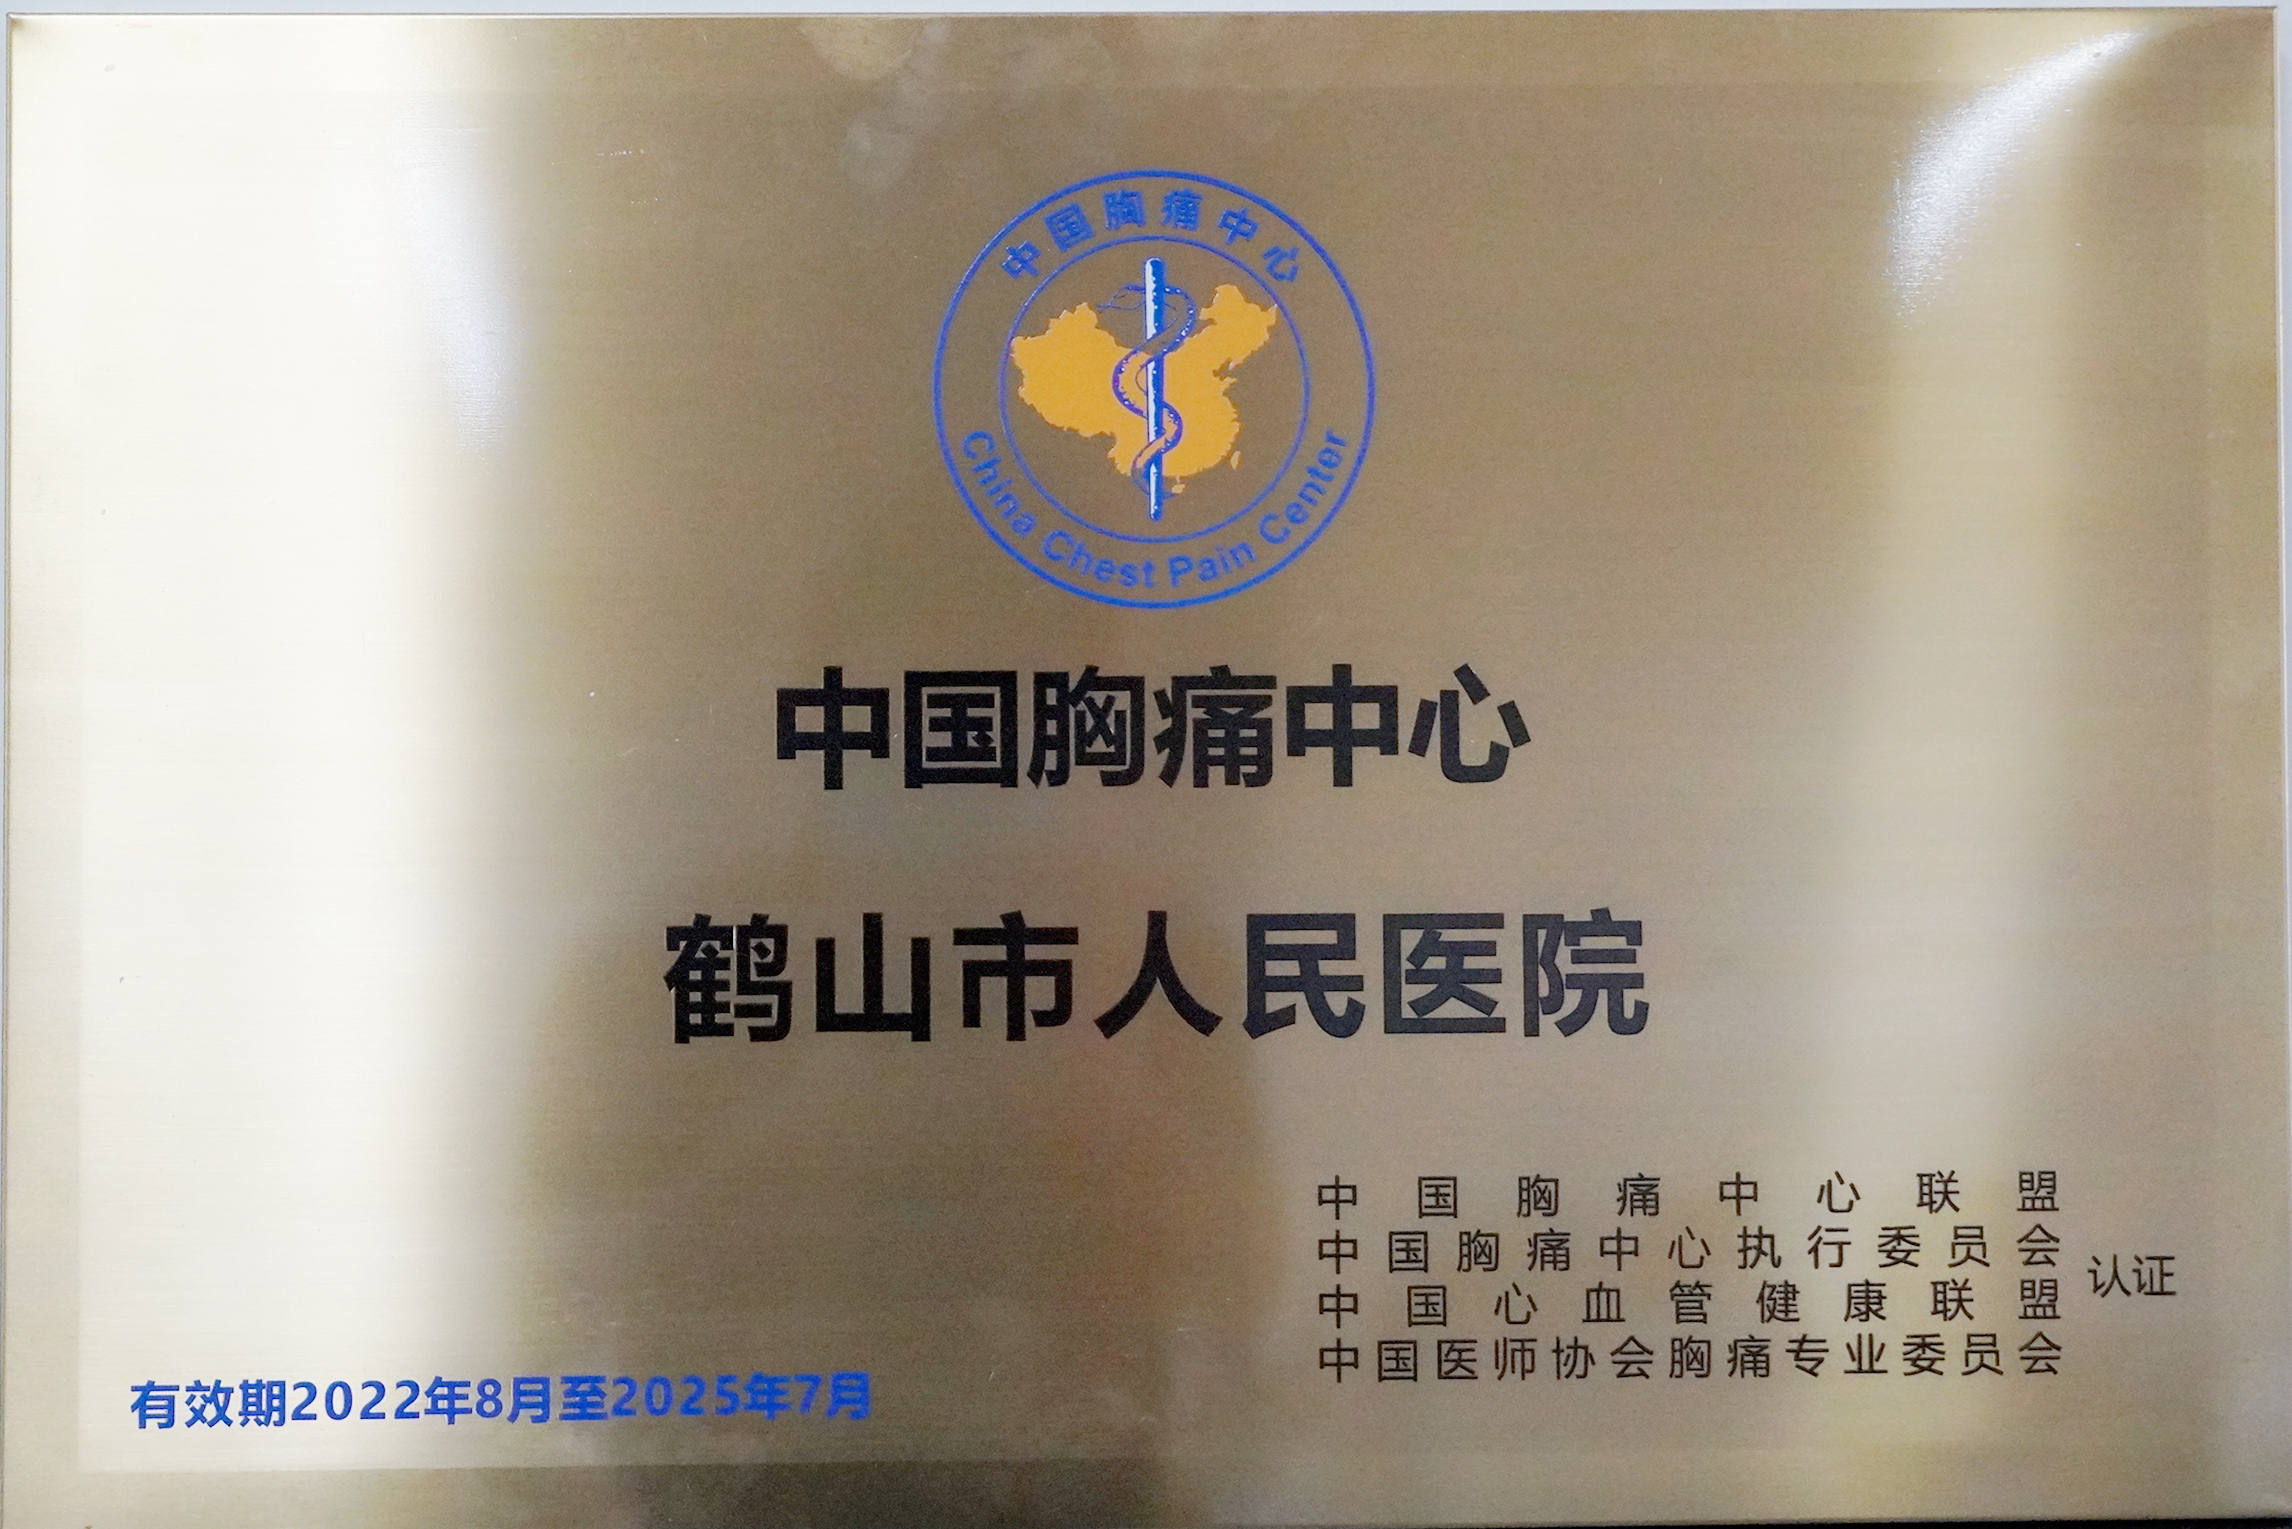 中国胸痛中心
China Chest Pain Center
中国胸痛中心
鹤山市人民医院
中国胸痛中心联盟
中国胸痛中心执行委员会
中国心血管健康联盟
中国医师协会胸痛专业委员会
认证
有效期2022年8月至2025年7月